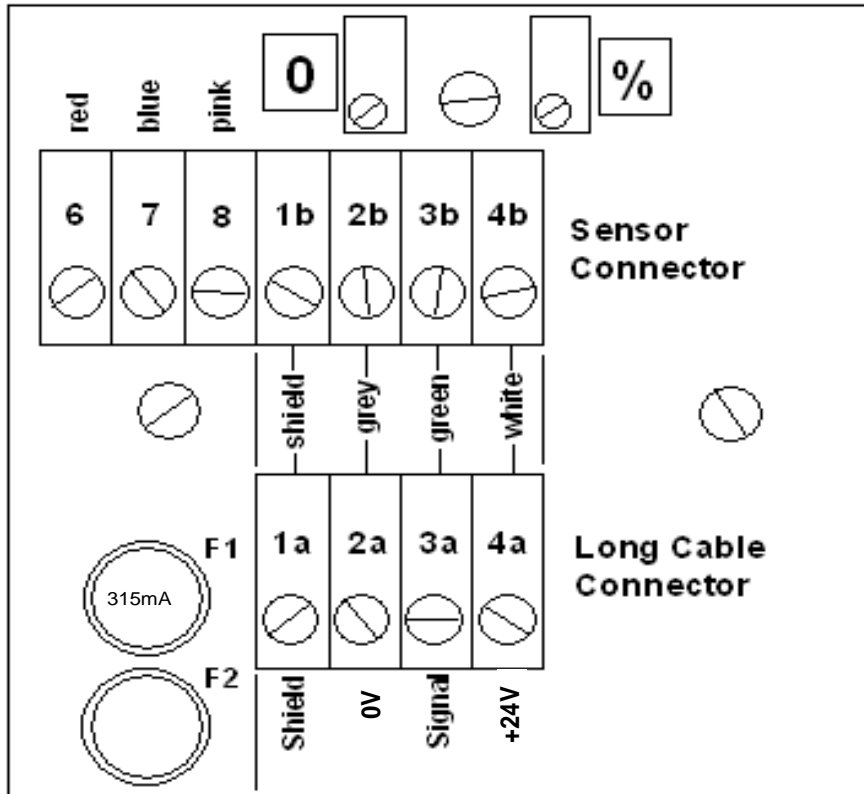 0 %
red blue pink
6 7 8 1b 2b 3b 4b
Sensor
Connector
shield grey green white
F1 1a 2a 3a 4a
Long Cable
Connector
315mA
F2
Shield 0V Signal +24V